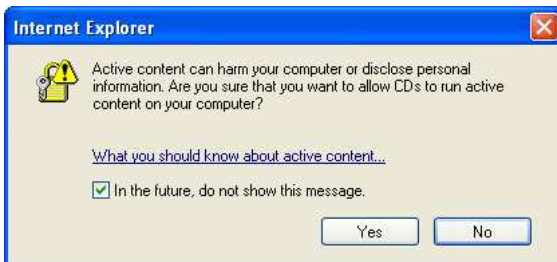 Internet Explorer
Active content can harm your computer or disclose personal
information. Are you sure that you want to allow CDs to run active
content on your computer?
What you should know about active content...
In the future, do not show this message.
Yes No